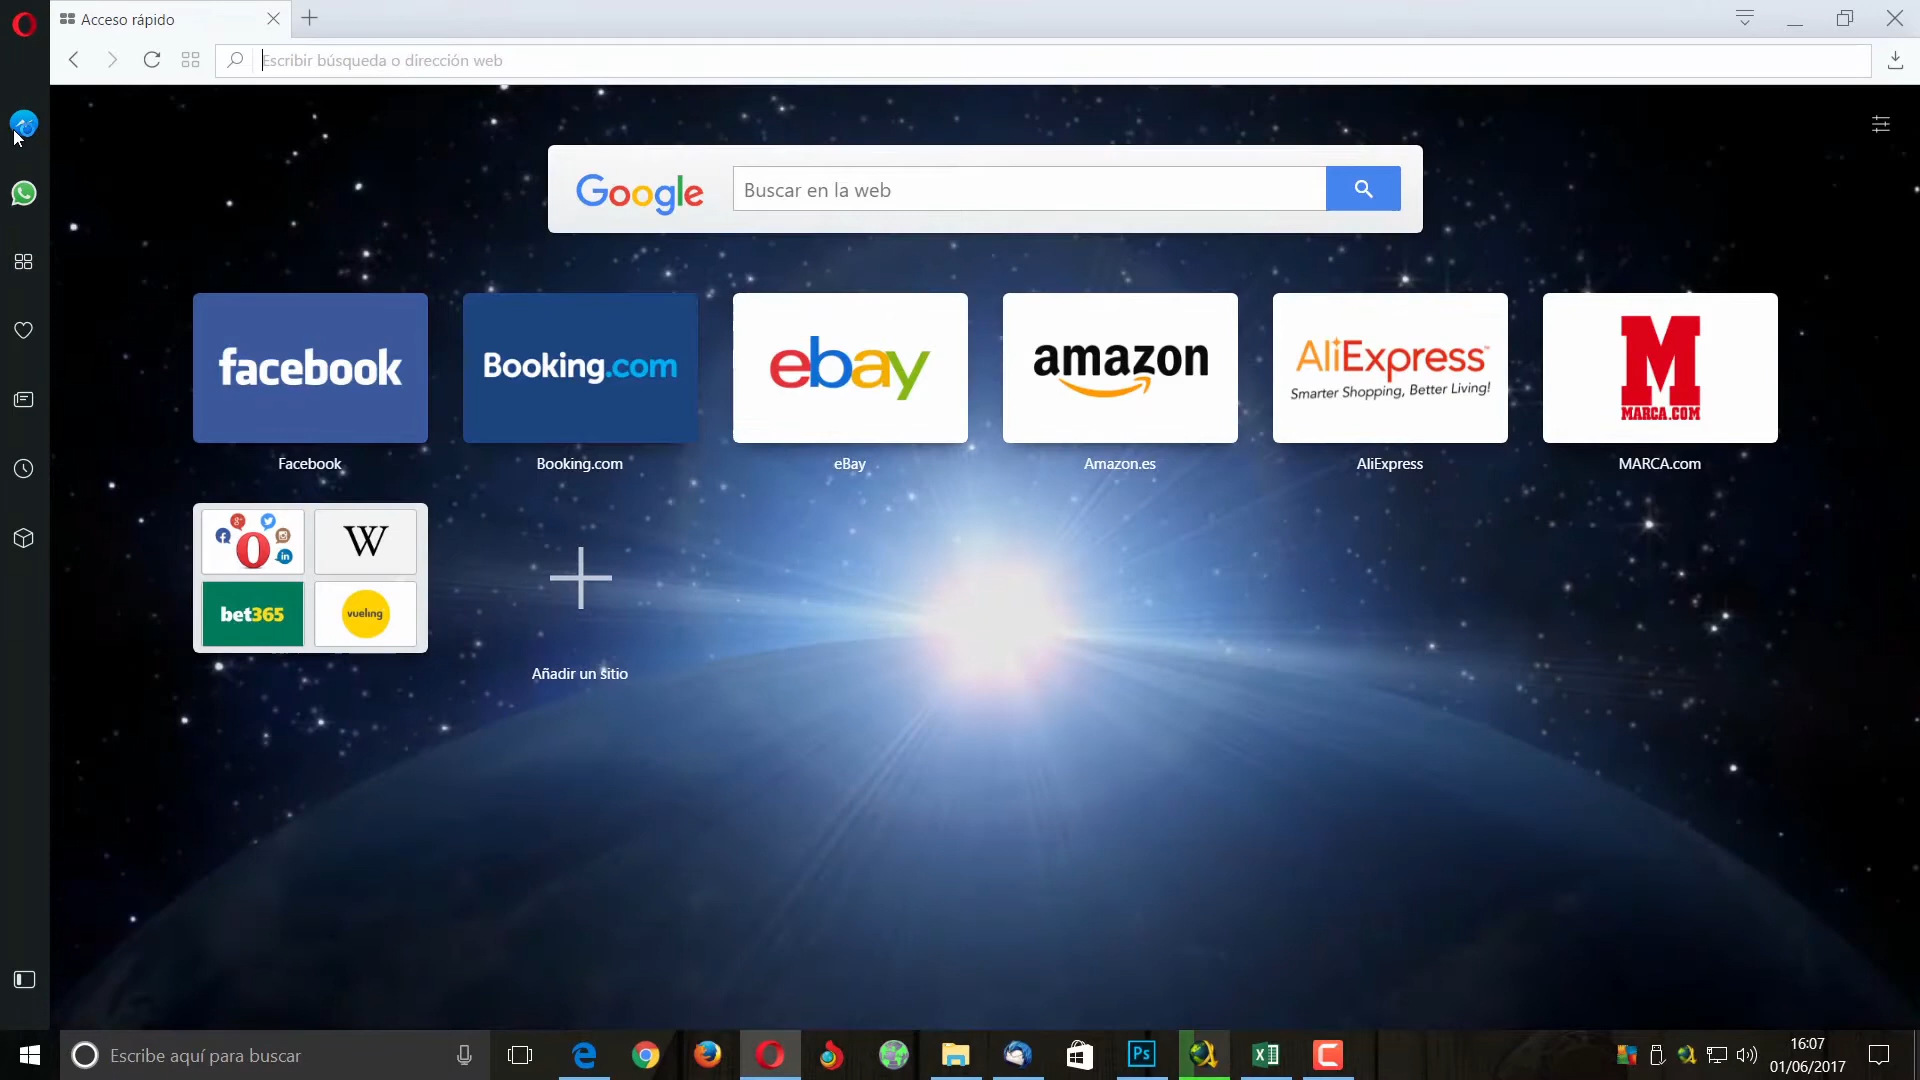 Acceso rápido
Escribir búsqueda o dirección web
Google
Buscar en la web
facebook
Booking.com
ebay
amazon
AliExpress
Smarter Shopping, Better Living!
M
MARCA.COM
Facebook
Booking.com
eBay
Amazon.es
AliExpress
MARCA.com
W
bet365
vueling
Añadir un sitio
Escribe aquí para buscar
Ps
16:07
01/06/2017